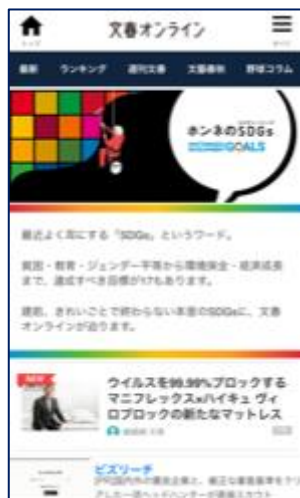 文春オンライン
最新 ランキング 週刊文春 文藝春秋 野球コラム
ホンネのSDGs
GOALS
最近よく耳にする「SDGs」というワード。
貧困・教育・ジェンダー平等から環境保全・経済成長
まで、達成すべき目標が17もあります。
建前、きれいごとで終わらない本音のSDGsに、文春
オンラインが迫ります。
NEW
ウイルスを99.99%ブロックする
マニフレックス×ハイキュ ヴィ
ロブロックの新たなマットレス
ビズリーチ